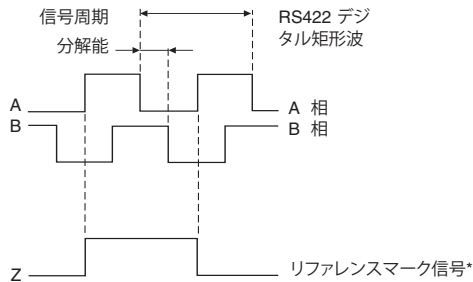 信号周期
RS422 デジ
タル矩形波
分解能
A
A 相
B
B 相
Z
リファレンスマーク信号*